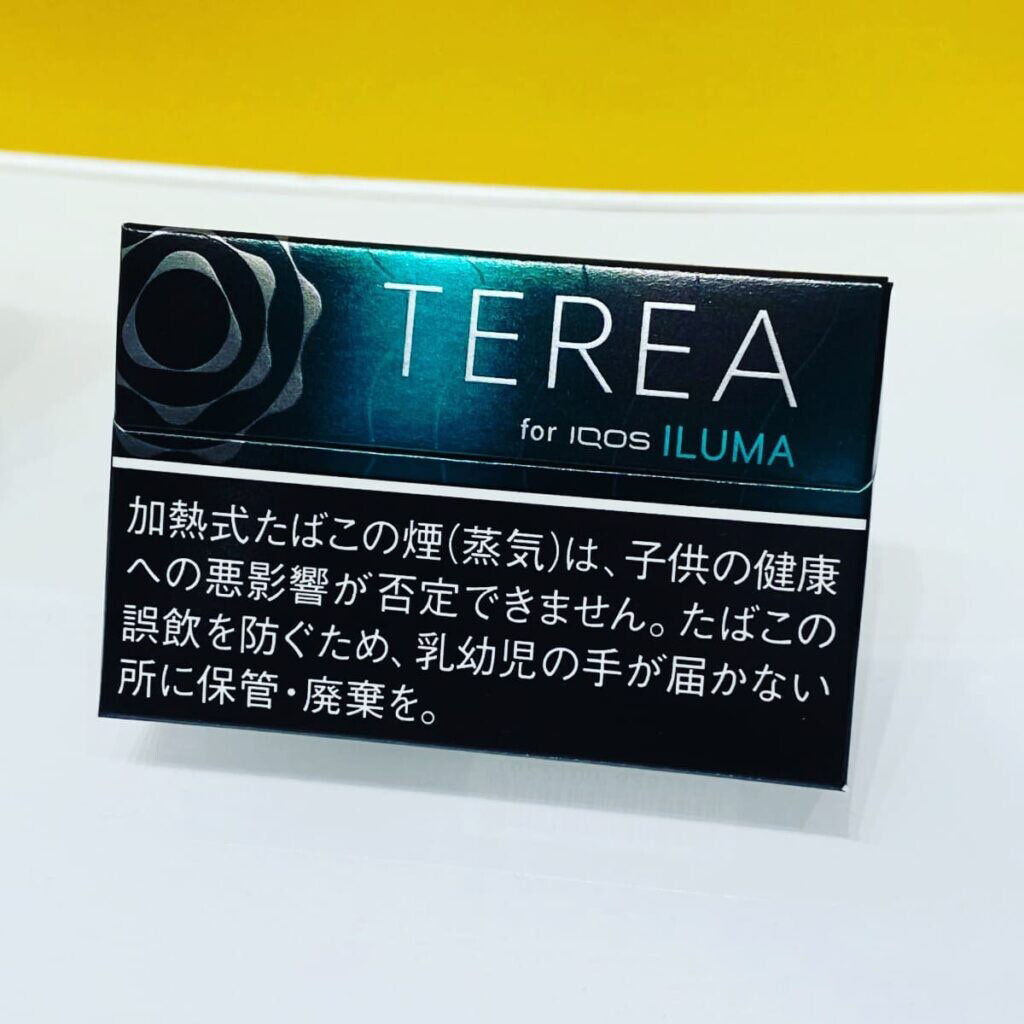 TEREA
for IQOS ILUMA
加熱式たばこの煙(蒸気)は、子供の健康
への悪影響が否定できません。たばこの
誤飲を防ぐため、乳幼児の手が届かない
所に保管・廃棄を。